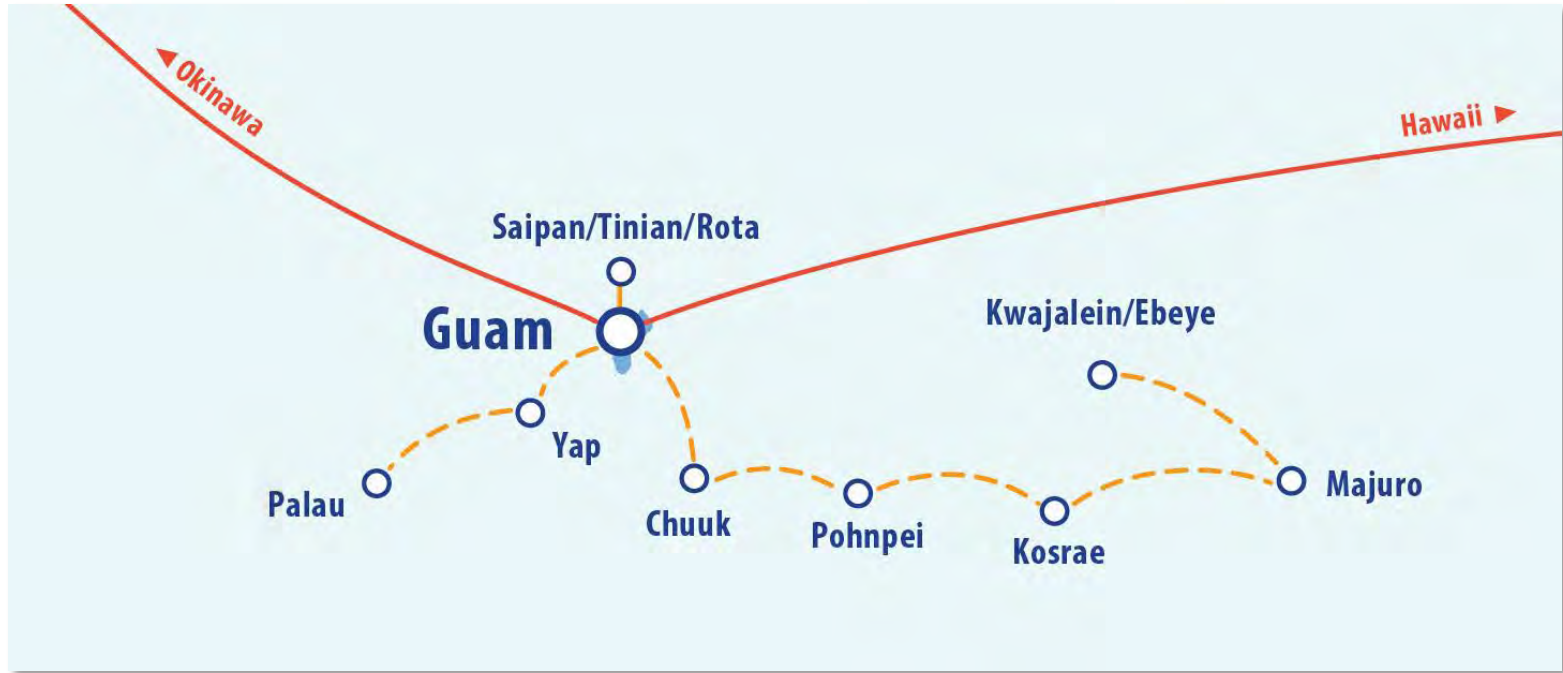 Okinawa
Hawaii
Saipan/Tinian/Rota
Guam
Kwajalein/Ebeye
Yap
Palau
Chuuk
Pohnpei
Kosrae
Majuro